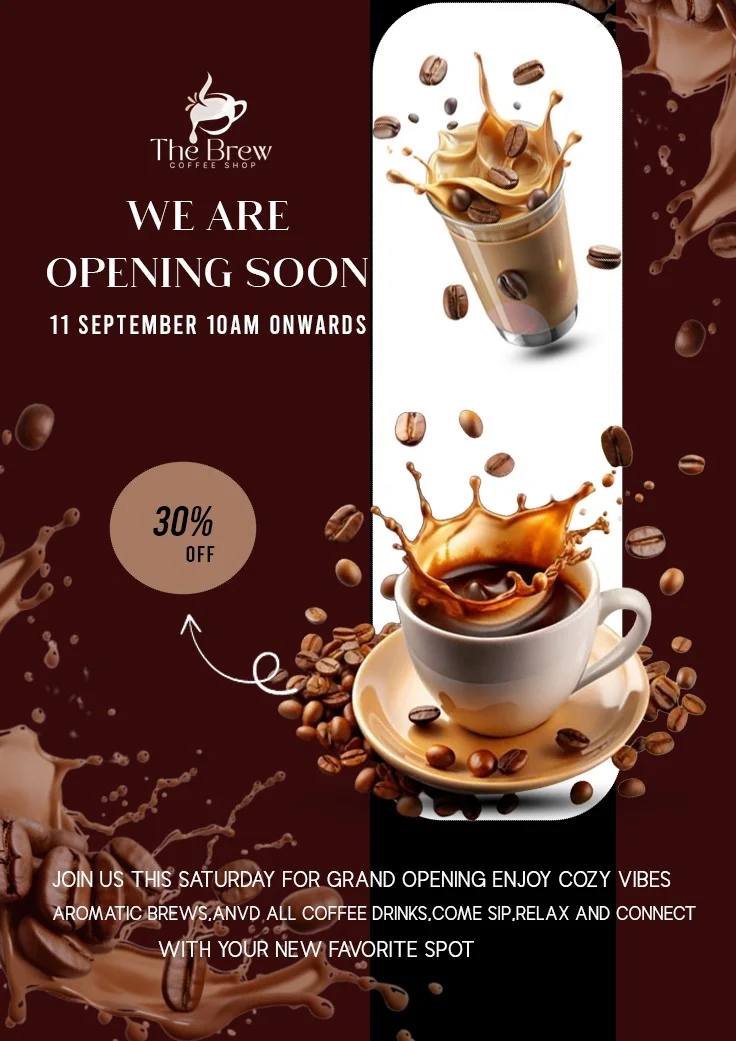 The Brew
COFFEE SHOP
WE ARE
OPENING SOON
11 SEPTEMBER 10AM ONWARDS
30%
OFF
JOIN US THIS SATURDAY FOR GRAND OPENING ENJOY COZY VIBES
AROMATIC BREWS,ANVD ALL COFFEE DRINKS,COME SIP,RELAX AND CONNECT
WITH YOUR NEW FAVORITE SPOT